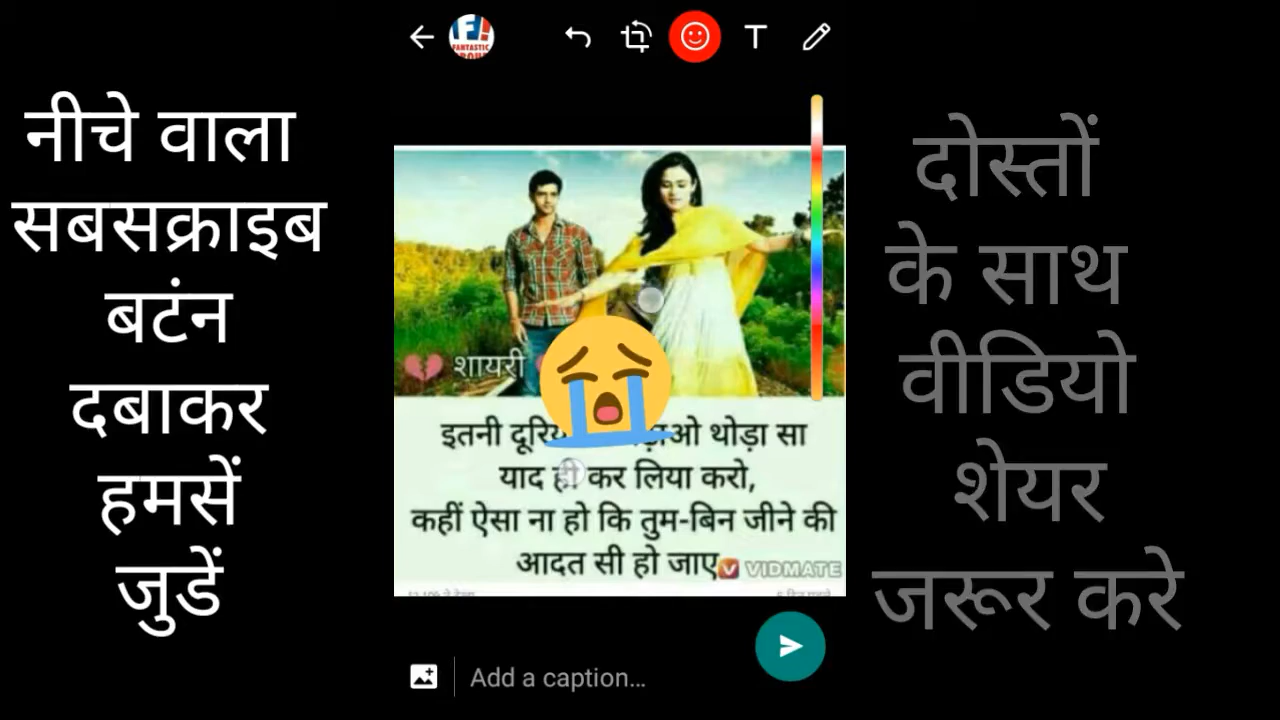 नीचे वाला
सबसक्राइब
बटंन
दबाकर
हमसें
जुडें
F!
FANTASTIC
T
शायरी
इतनी ओ थोड़ा सा
याद ही कर लिया करो,
कहीं ऐसा ना हो कि तुम-बिन जीने की
आदत सी हो जाए
VIDMATE
Add a caption...
दोस्तों
के साथ
वीडियो
शेयर
जरूर करे